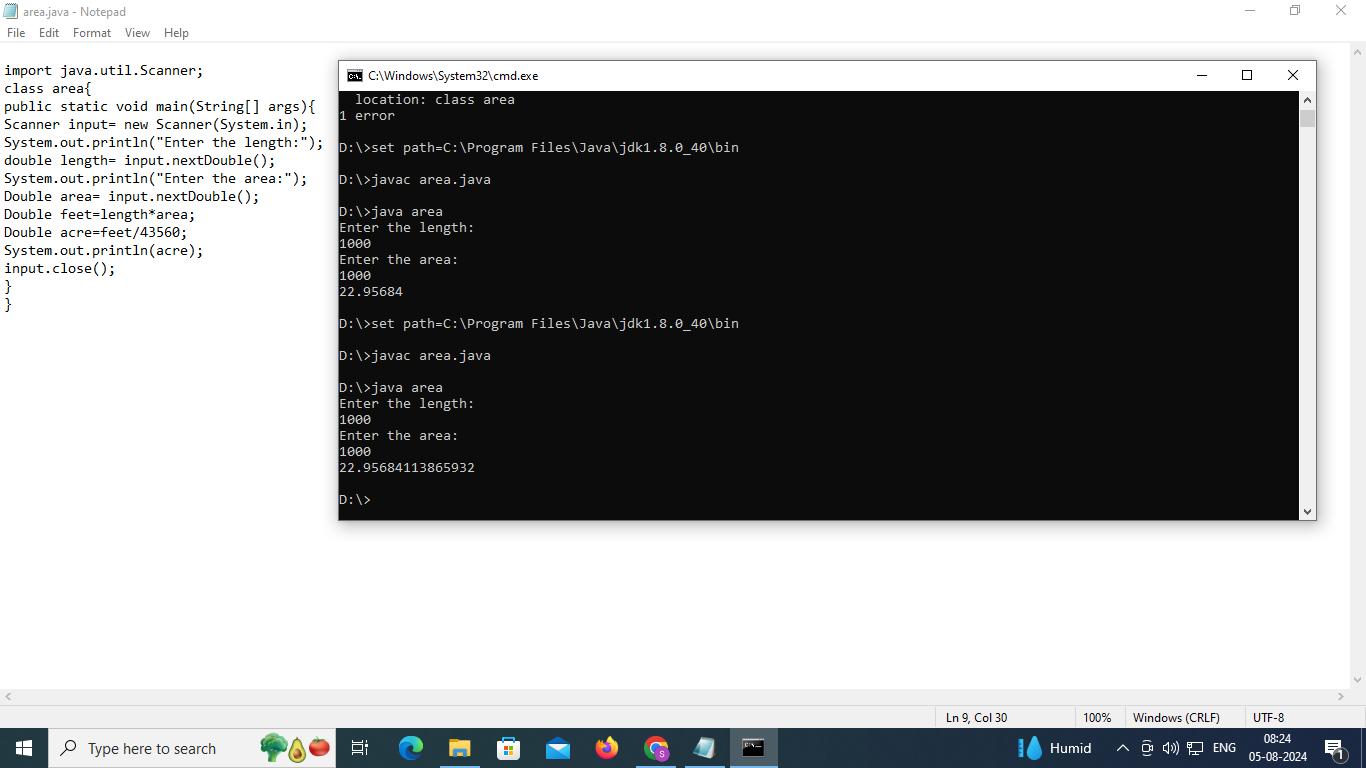 area.java - Notepad
File Edit Format View Help
import java.util.Scanner;
class area{
public static void main(String[] args){
Scanner input= new Scanner(System.in);
System.out.println("Enter the length:");
double length= input.nextDouble();
System.out.println("Enter the area:");
Double area= input.nextDouble();
Double feet=length*area;
Double acre=feet/43560;
System.out.println(acre);
input.close();
}
}
C:\Windows\System32\cmd.exe
location: class area
1 error
D:\>set path=C:\Program Files\Java\jdk1.8.0_40\bin
D:\>javac area.java
D:\>java area
Enter the length:
1000
Enter the area:
1000
22.95684
D:\>set path=C:\Program Files\Java\jdk1.8.0_40\bin
D:\>javac area.java
D:\>java area
Enter the length:
1000
Enter the area:
1000
22.95684113865932
D:\>
Ln 9, Col 30 100% Windows (CRLF) UTF-8
Type here to search
Humid
ENG
08:24
05-08-2024
1